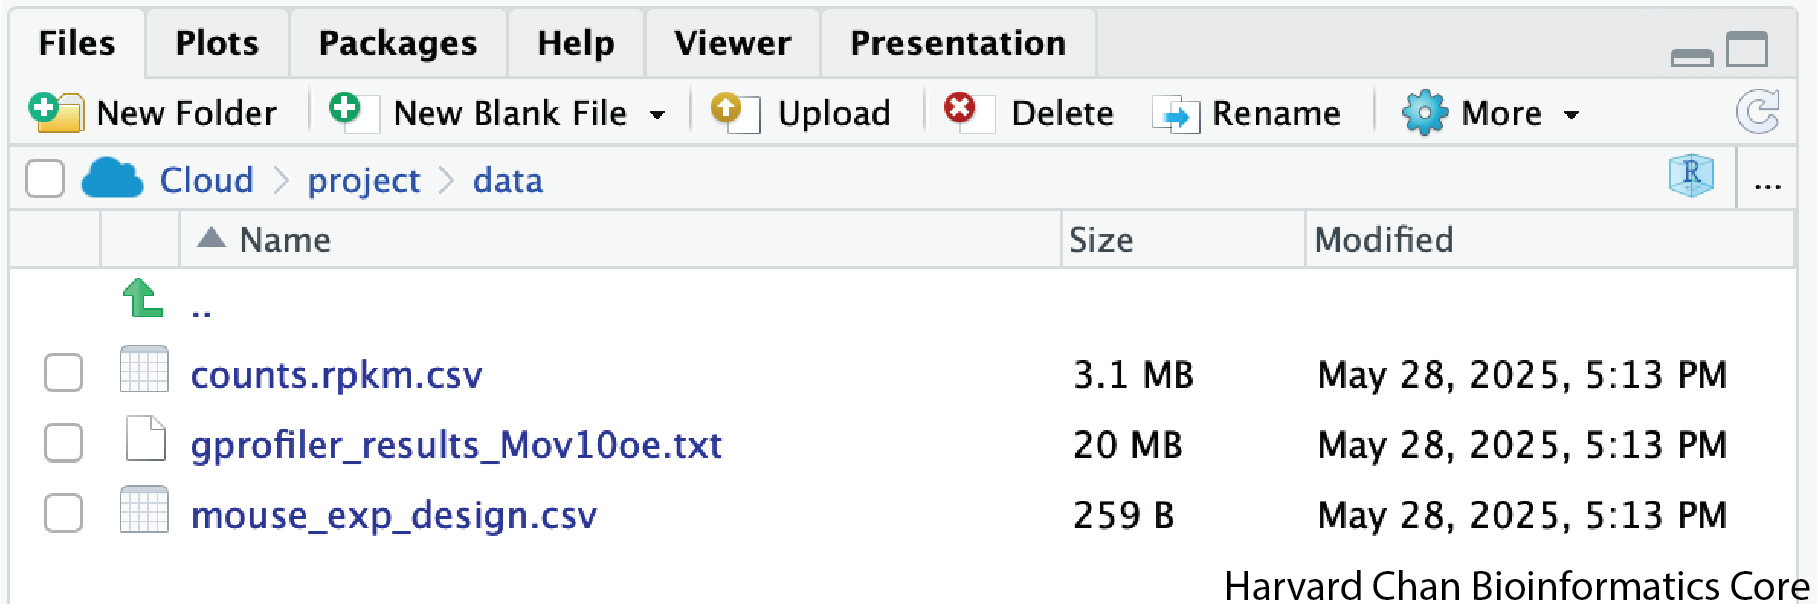 Files Plots Packages Help Viewer Presentation
New Folder New Blank File Upload Delete Rename More
Cloud project data R ...
Name Size Modified
..
counts.rpkm.csv 3.1 MB May 28, 2025, 5:13 PM
gprofiler_results_Mov10oe.txt 20 MB May 28, 2025, 5:13 PM
mouse_exp_design.csv 259 B May 28, 2025, 5:13 PM
Harvard Chan Bioinformatics Core